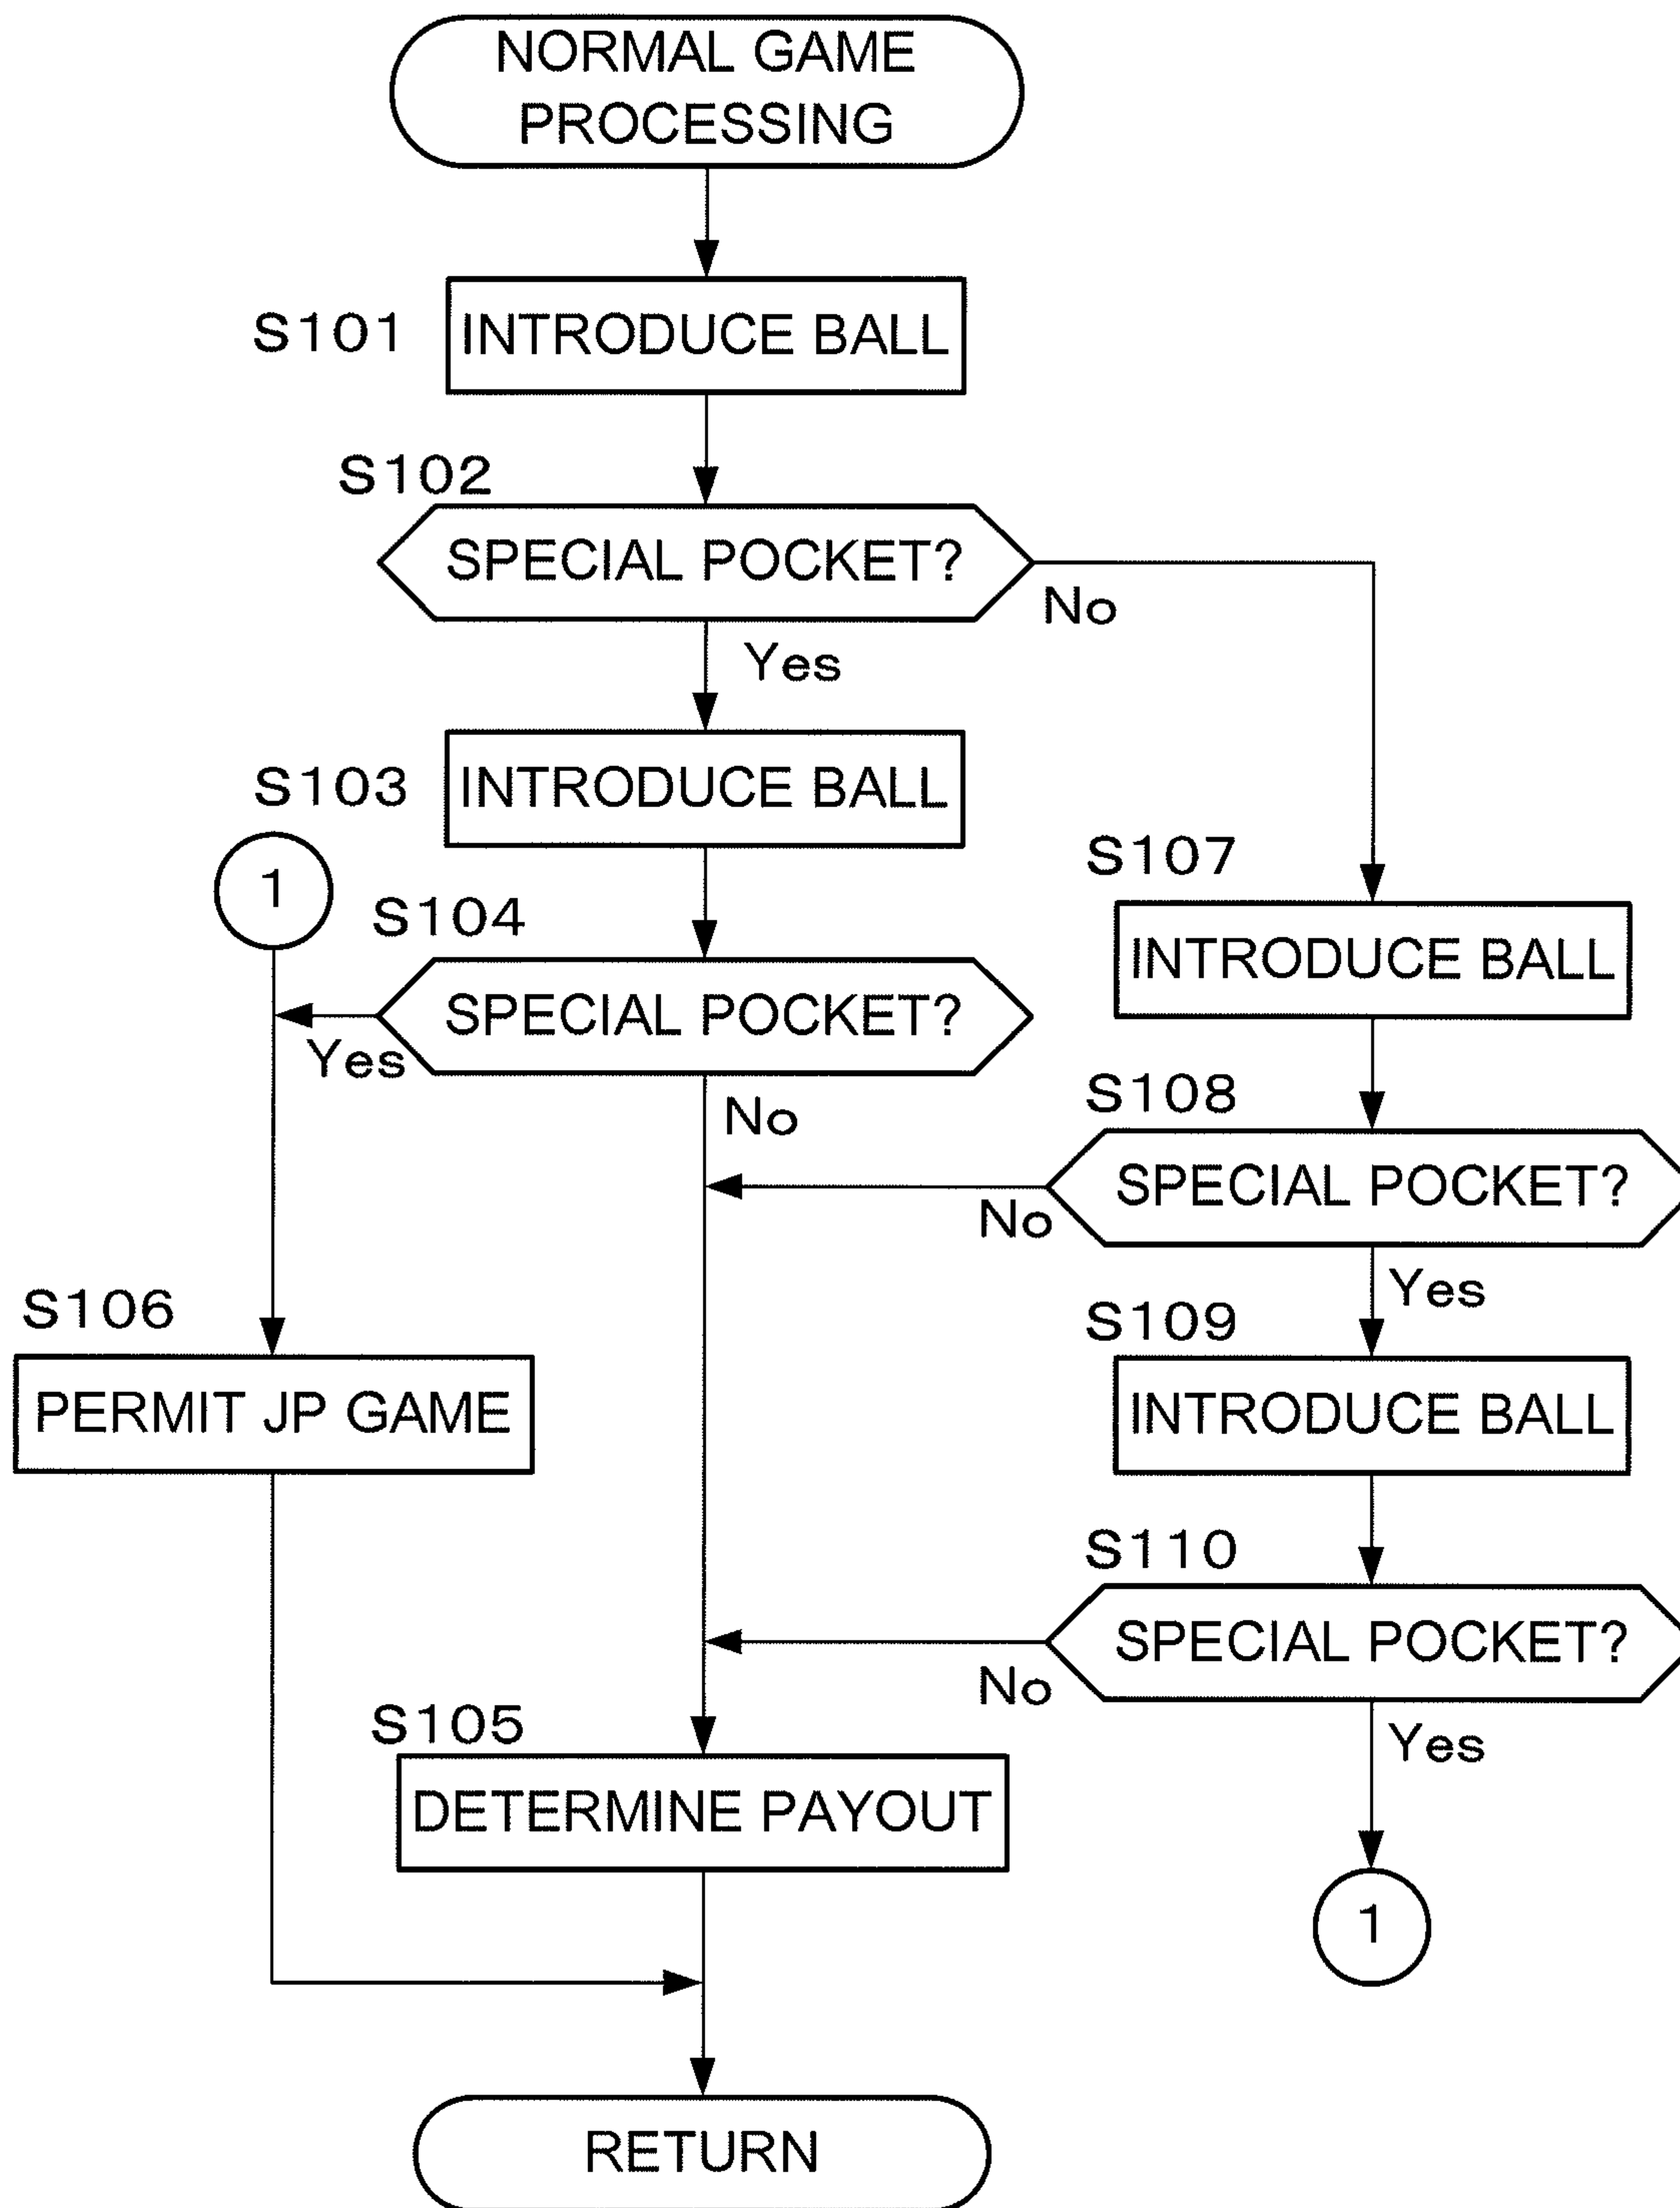 NORMAL GAME
PROCESSING
S101
INTRODUCE BALL
S102
SPECIAL POCKET?
No
Yes
S103
INTRODUCE BALL
1
S104
SPECIAL POCKET?
Yes
No
S107
INTRODUCE BALL
S108
SPECIAL POCKET?
No
Yes
S106
PERMIT JP GAME
S109
INTRODUCE BALL
S110
SPECIAL POCKET?
No
Yes
S105
DETERMINE PAYOUT
1
RETURN